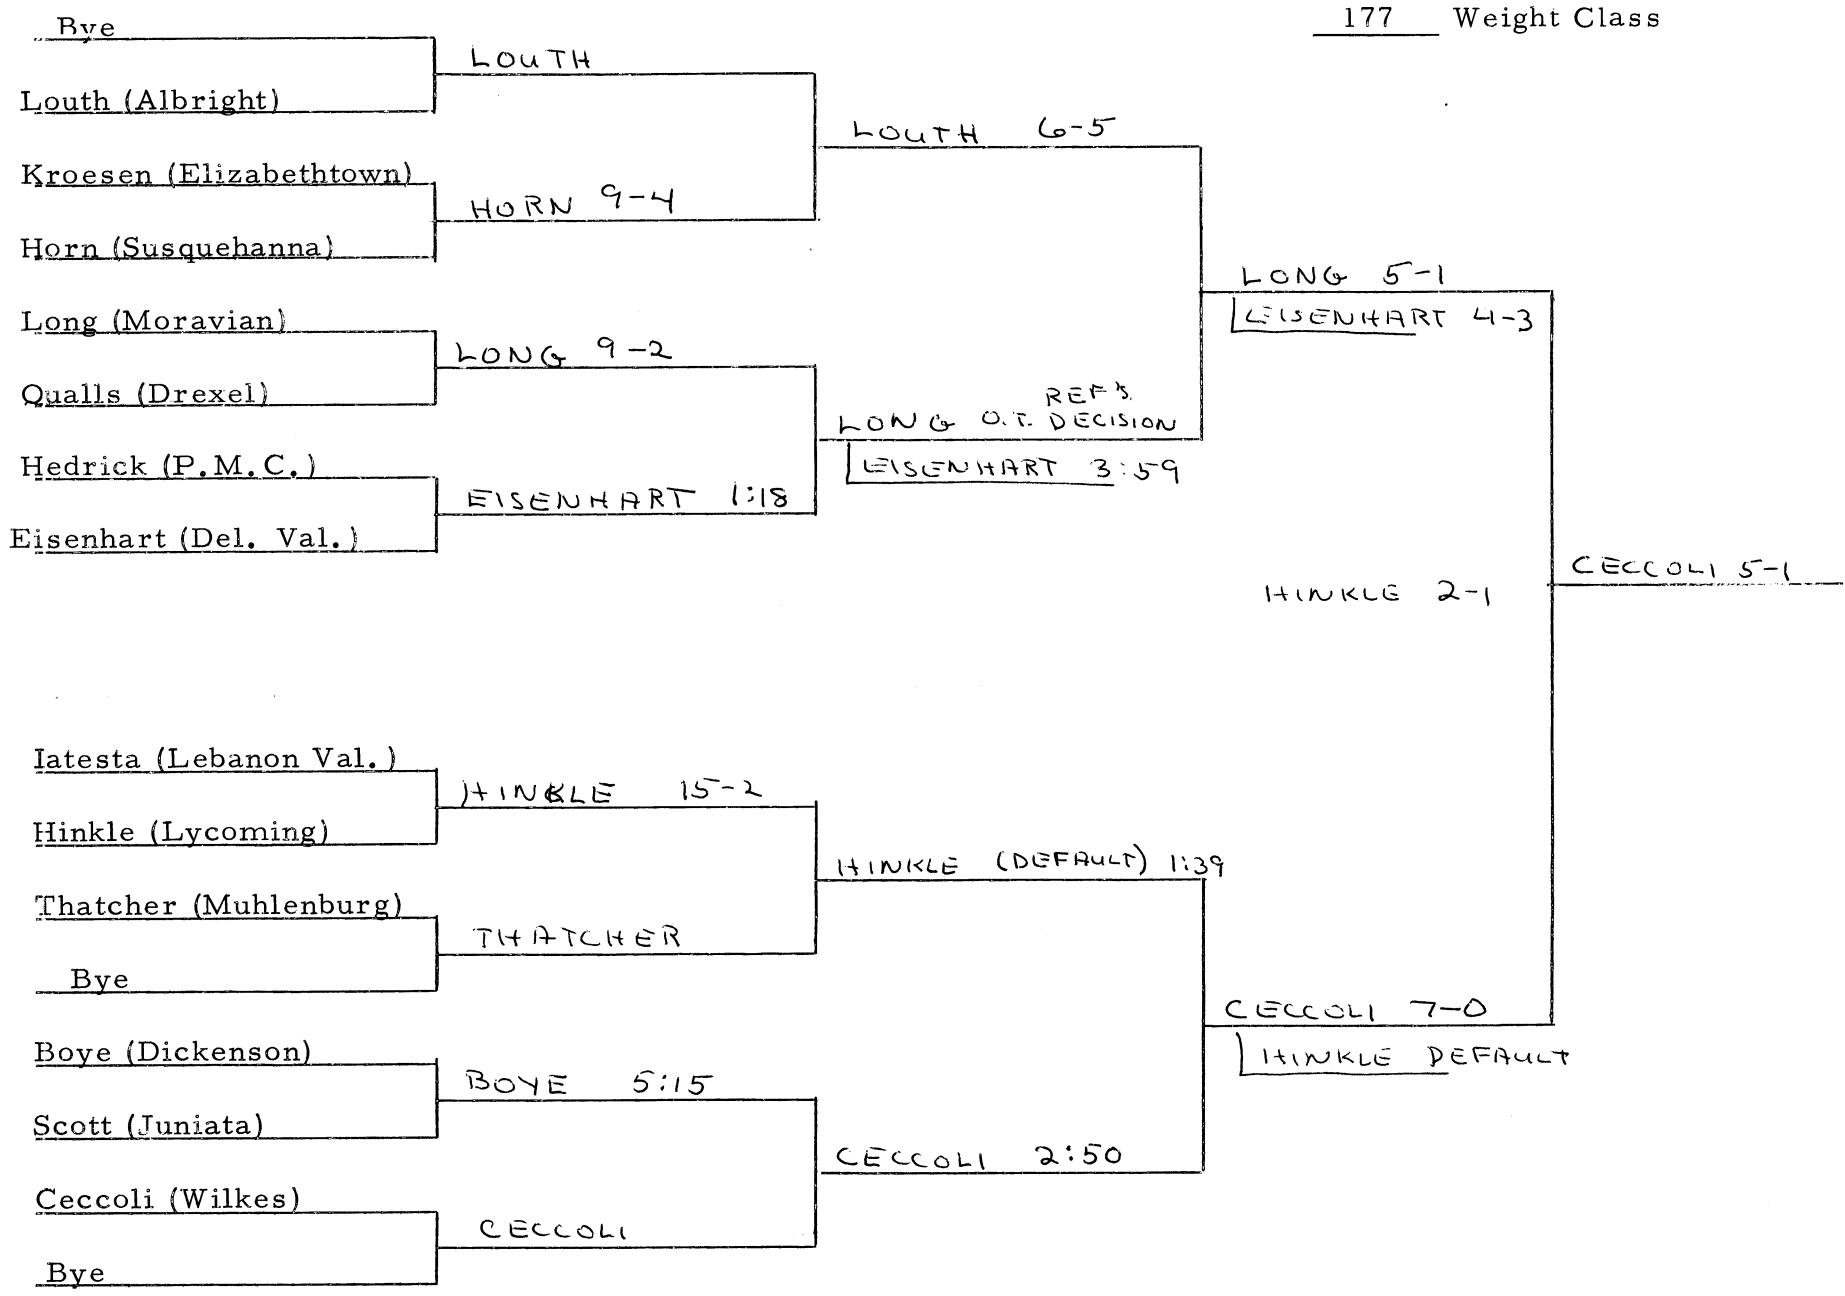 177 Weight Class
Bye
LOUTH
Louth (Albright)
LOUTH 6-5
Kroesen (Elizabethtown)
HORN 9-4
Horn (Susquehanna)
LONG 5-1
EISENHART 4-3
Long (Moravian)
LONG 9-2
Qualls (Drexel)
REF'S.
LONG O.T. DECISION
EISENHART 3:59
Hedrick (P.M.C.)
EISENHART 1:18
Eisenhart (Del. Val.)
CECCOLI 5-1
HINKLE 2-1
Iatesta (Lebanon Val.)
HINKLE 15-2
Hinkle (Lycoming)
HINKLE (DEFAULT) 1:39
Thatcher (Muhlenburg)
THATCHER
Bye
CECCOLI 7-0
HINKLE DEFAULT
Boye (Dickenson)
BOYE 5:15
Scott (Juniata)
CECCOLI 2:50
Ceccoli (Wilkes)
CECCOLI
Bye